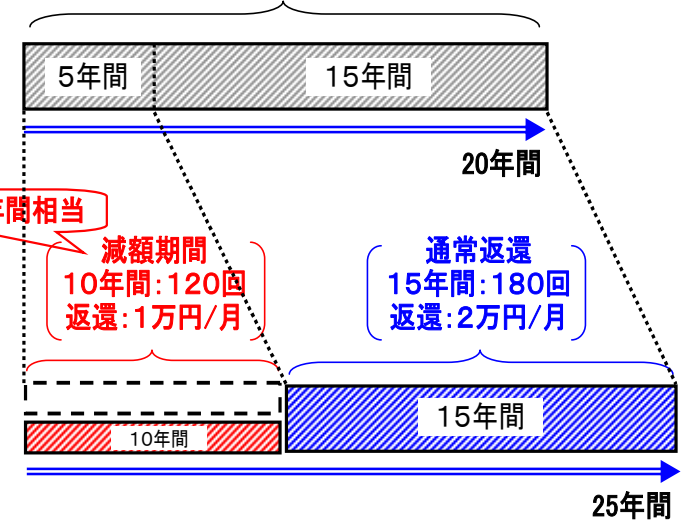 5年間
15年間
20年間
年間相当
減額期間
10年間：120回
返還：1万円/月
通常返還
15年間：180回
返還：2万円/月
15年間
10年間
25年間